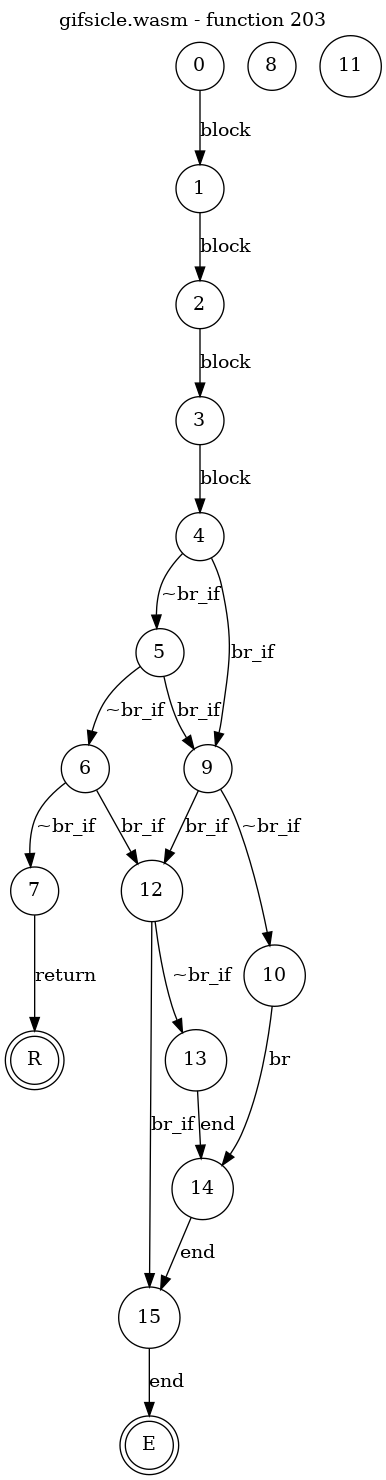 gifsicle.wasm - function 203
0 8 11
block
1
block
2
block
3
block
4
~br_if
5 br_if
~br_if br_if
6 9
~br_if br_if br_if ~br_if
7 12
return ~br_if 10
R 13 br
br_if end
14
end
15
end
E